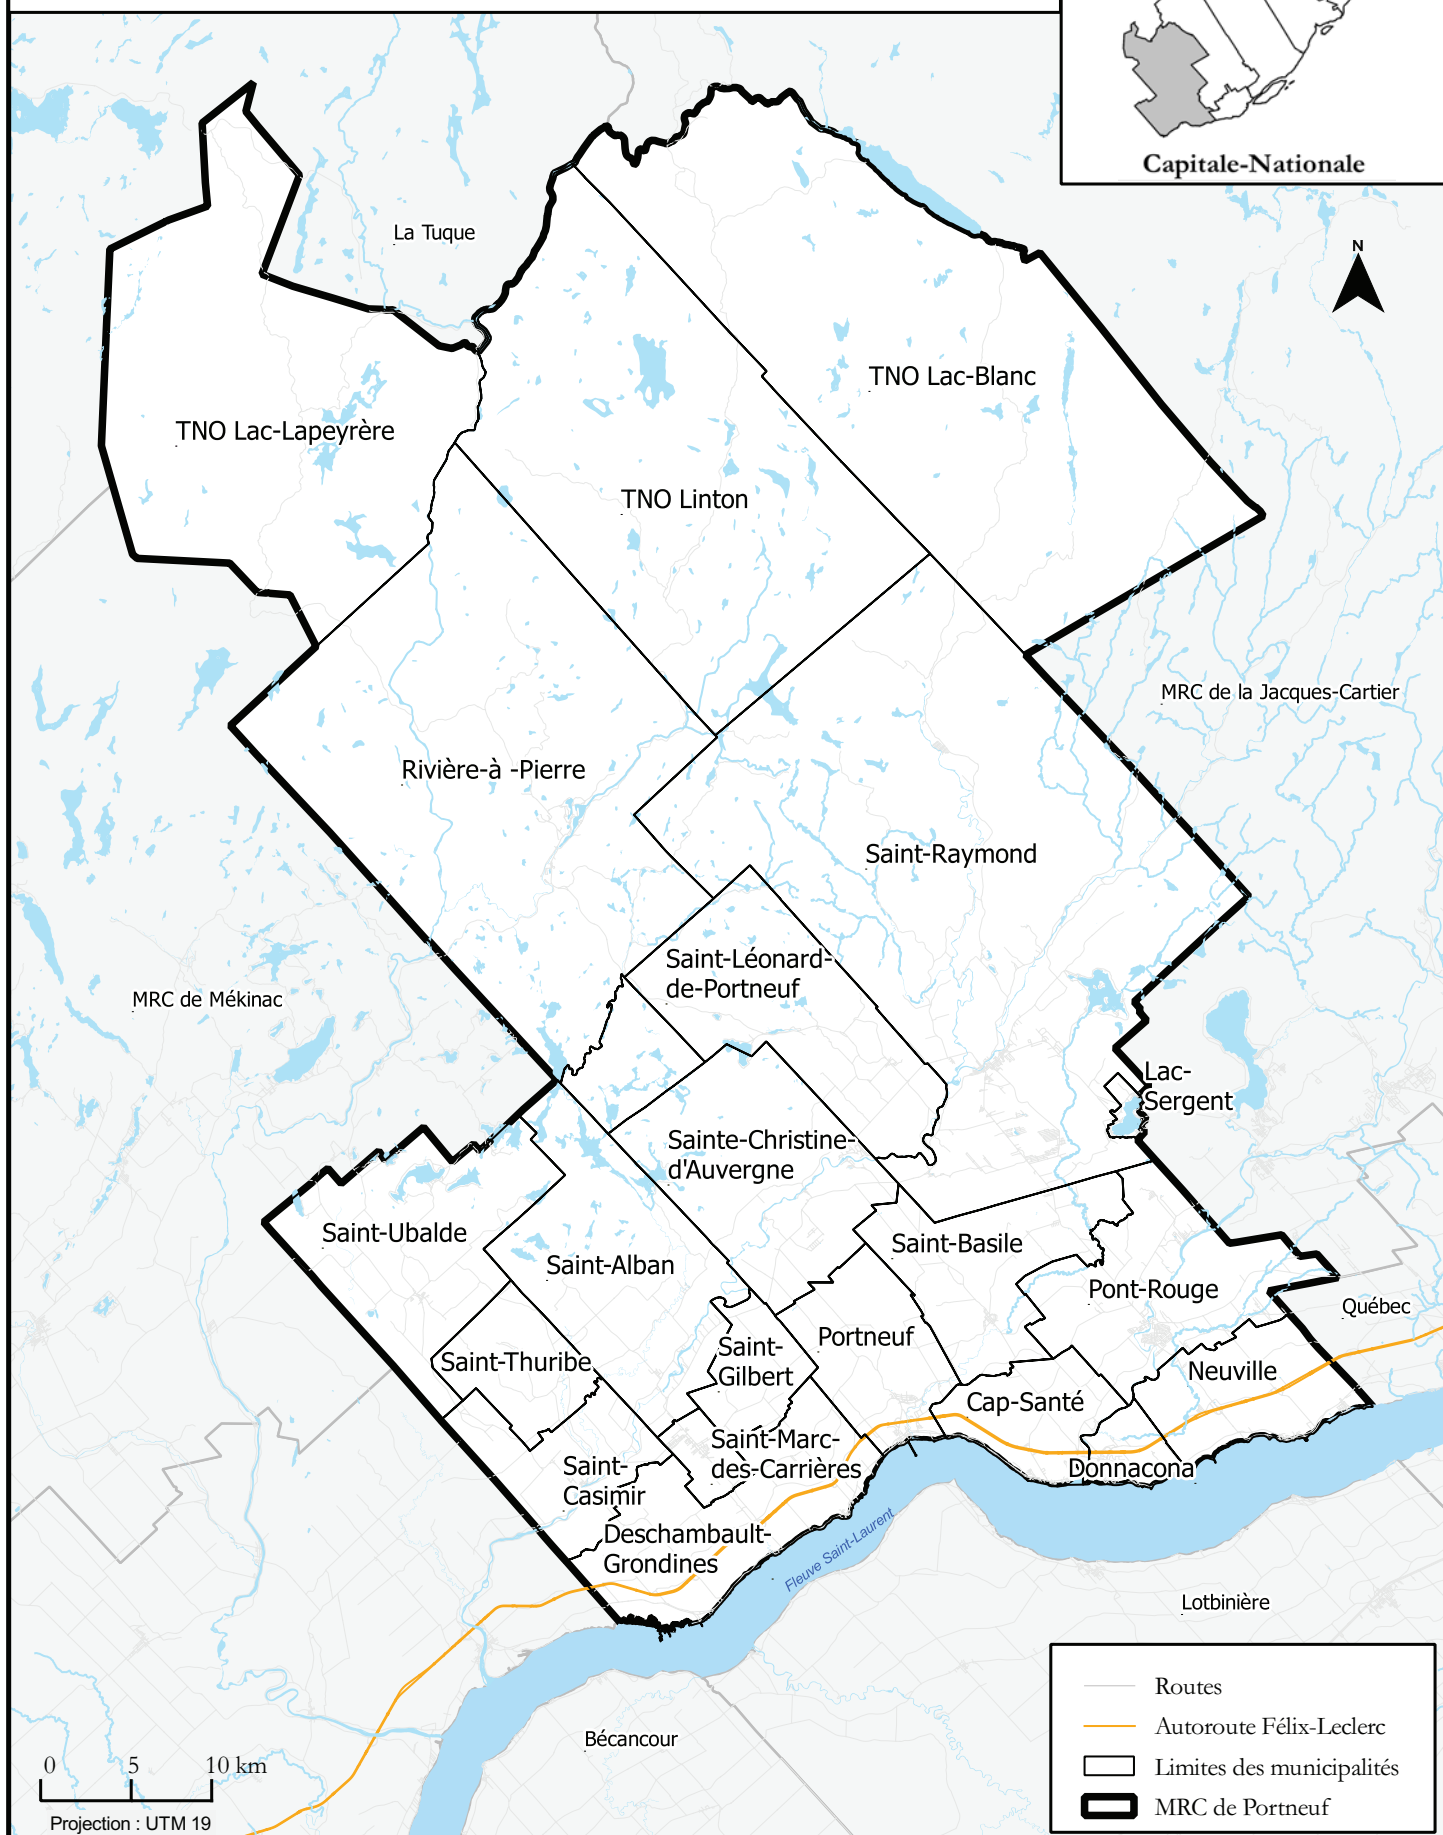 Capitale-Nationale
N
La Tuque
TNO Lac-Blanc
TNO Lac-Lapeyrère
TNO Linton
MRC de la Jacques-Cartier
Rivière-à -Pierre
Saint-Raymond
Saint-Léonard-
de-Portneuf
MRC de Mékinac
Lac-
Sergent
Sainte-Christine-
d'Auvergne
Saint-Ubalde
Saint-Basile
Saint-Alban
Pont-Rouge
Québec
Portneuf
Saint-
Gilbert
Saint-Thuribe
Neuville
Cap-Santé
Saint-Marc-
des-Carrières
Donnacona
Saint-
Casimir
Deschambault-
Grondines
Fleuve Saint-Laurent
Lotbinière
Bécancour
Routes
Autoroute Félix-Leclerc
Limites des municipalités
MRC de Portneuf
0 5 10 km
Projection : UTM 19